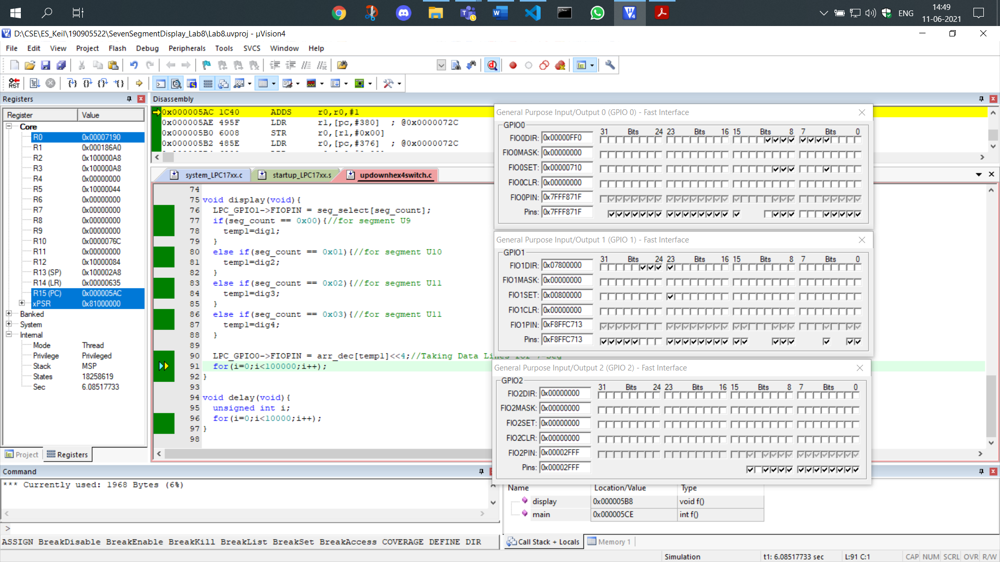 ENG
14:49
11-06-2021
D:\CSE\ES_Keil\190905522\SevenSegmentDisplay_Lab8\Lab8.uvproj - µVision4
File Edit View Project Flash Debug Peripherals Tools SVCS Window Help
Registers
Register Value
Core
R0 0x00007190
R1 0x000186A0
R2 0x100000A8
R3 0x100000A8
R4 0x00000000
R5 0x10000044
R6 0x00000000
R7 0x00000000
R8 0x00000000
R9 0x00000000
R10 0x0000076C
R11 0x00000000
R12 0x10000084
R13 (SP) 0x100002A8
R14 (LR) 0x00000635
R15 (PC) 0x000005AC
xPSR 0x81000000
Banked
System
Internal
Mode Thread
Privilege Privileged
Stack MSP
States 18258619
Sec 6.08517733
Project Registers
Disassembly
0x000005AC 1C40 ADDS r0,r0,#1
0x000005AE 495F LDR r1,[pc,#380] ; @0x0000072C
0x000005B0 6008 STR r0,[r1,#0x00]
0x000005B2 485E LDR r0,[pc,#376] ; @0x0000072C
system_LPC17xx.c startup_LPC17xx.s updownhex4switch.c
74
75 void display(void){
76 LPC_GPIO1->FIOPIN = seg_select[seg_count];
77 if(seg_count == 0x00){//for segment U9
78 temp1=dig1;
79 }
80 else if(seg_count == 0x01){//for segment U10
81 temp1=dig2;
82 }
83 else if(seg_count == 0x02){//for segment U11
84 temp1=dig3;
85 }
86 else if(seg_count == 0x03){//for segment U11
87 temp1=dig4;
88 }
89
90 LPC_GPIO0->FIOPIN = arr_dec[temp1]<<4;//Taking Data Lines for 7-Seg
91 for(i=0;i<100000;i++);
92 }
93
94 void delay(void){
95 unsigned int i;
96 for(i=0;i<10000;i++);
97 }
98
General Purpose Input/Output 0 (GPIO 0) - Fast Interface
GPIO0
31 Bits 24 23 Bits 16 15 Bits 8 7 Bits 0
FIO0DIR: 0x00000FF0
FIO0MASK: 0x00000000
FIO0SET: 0x00000710
FIO0CLR: 0x00000000
FIO0PIN: 0x7FFF871F
Pins: 0x7FFF871F
General Purpose Input/Output 1 (GPIO 1) - Fast Interface
GPIO1
31 Bits 24 23 Bits 16 15 Bits 8 7 Bits 0
FIO1DIR: 0x07800000
FIO1MASK: 0x00000000
FIO1SET: 0x00800000
FIO1CLR: 0x00000000
FIO1PIN: 0xF8FFC713
Pins: 0xF8FFC713
General Purpose Input/Output 2 (GPIO 2) - Fast Interface
GPIO2
31 Bits 24 23 Bits 16 15 Bits 8 7 Bits 0
FIO2DIR: 0x00000000
FIO2MASK: 0x00000000
FIO2SET: 0x00000000
FIO2CLR: 0x00000000
FIO2PIN: 0x00002FFF
Pins: 0x00002FFF
Command
*** Currently used: 1968 Bytes (6%)
>
ASSIGN BreakDisable BreakEnable BreakKill BreakList BreakSet BreakAccess COVERAGE DEFINE DIR
Name Location/Value Type
display 0x000005B8 void f()
main 0x000005CE int f()
Call Stack + Locals Memory 1
Simulation t1: 6.08517733 sec L:91 C:1 CAP NUM SCRL OVR R/W